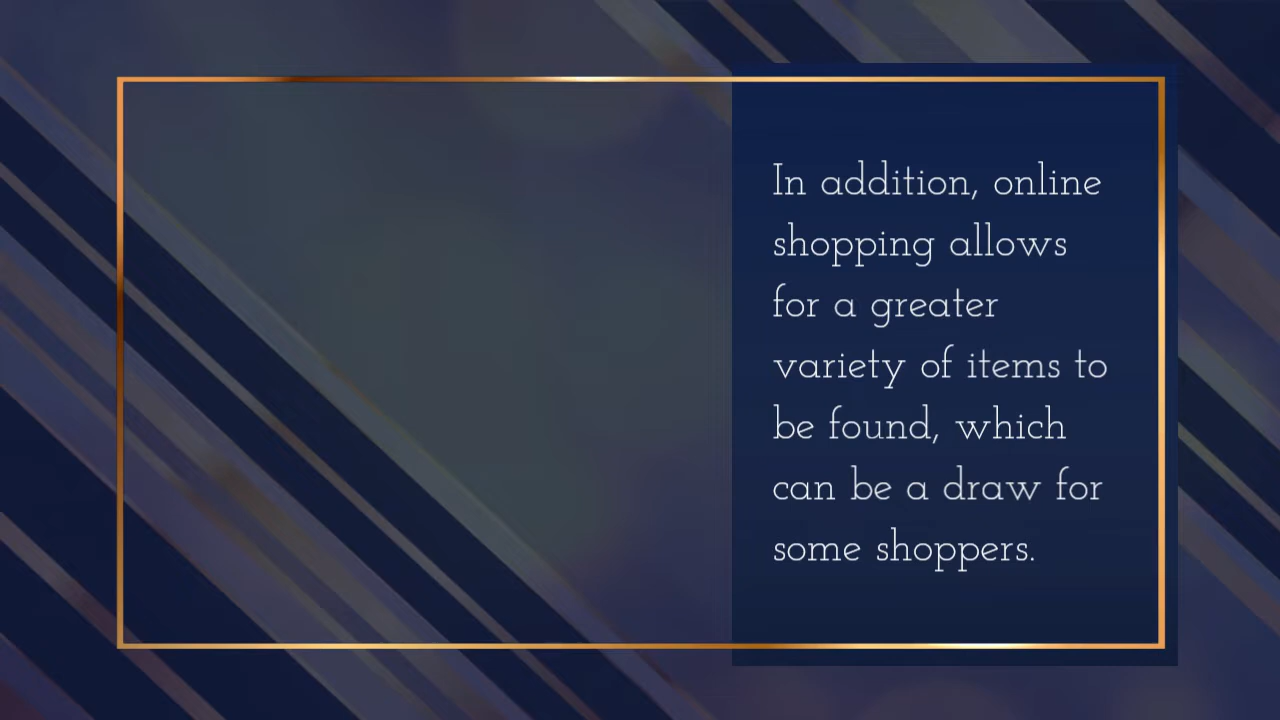 In addition, online
shopping allows
for a greater
variety of items to
be found, which
can be a draw for
some shoppers.